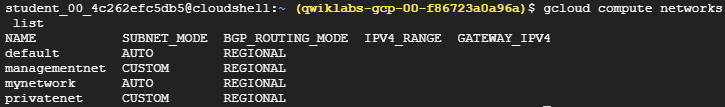 student_00_4c262efc5db5@cloudshell:~ (qwiklabs-gcp-00-f86723a0a96a)$ gcloud compute networks
list
NAME SUBNET_MODE BGP_ROUTING_MODE IPV4_RANGE GATEWAY_IPV4
default AUTO REGIONAL
managementnet CUSTOM REGIONAL
mynetwork AUTO REGIONAL
privatenet CUSTOM REGIONAL